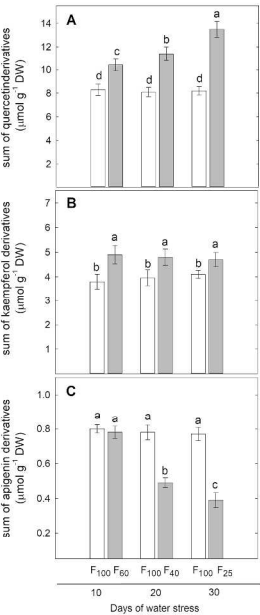 A
sum of quercetinderivatives
(μmol g⁻¹ DW)
14
12
10
8
6
4
2
d
c
d
b
d
a
B
sum of kaempferol derivatives
(μmol g⁻¹ DW)
7
6
5
4
3
2
1
b
a
b
a
b
a
C
sum of apigenin derivatives
(μmol g⁻¹ DW)
1.0
0.8
0.6
0.4
0.2
a
a
a
b
a
c
F100 F60 F100 F40 F100 F25
10 20 30
Days of water stress